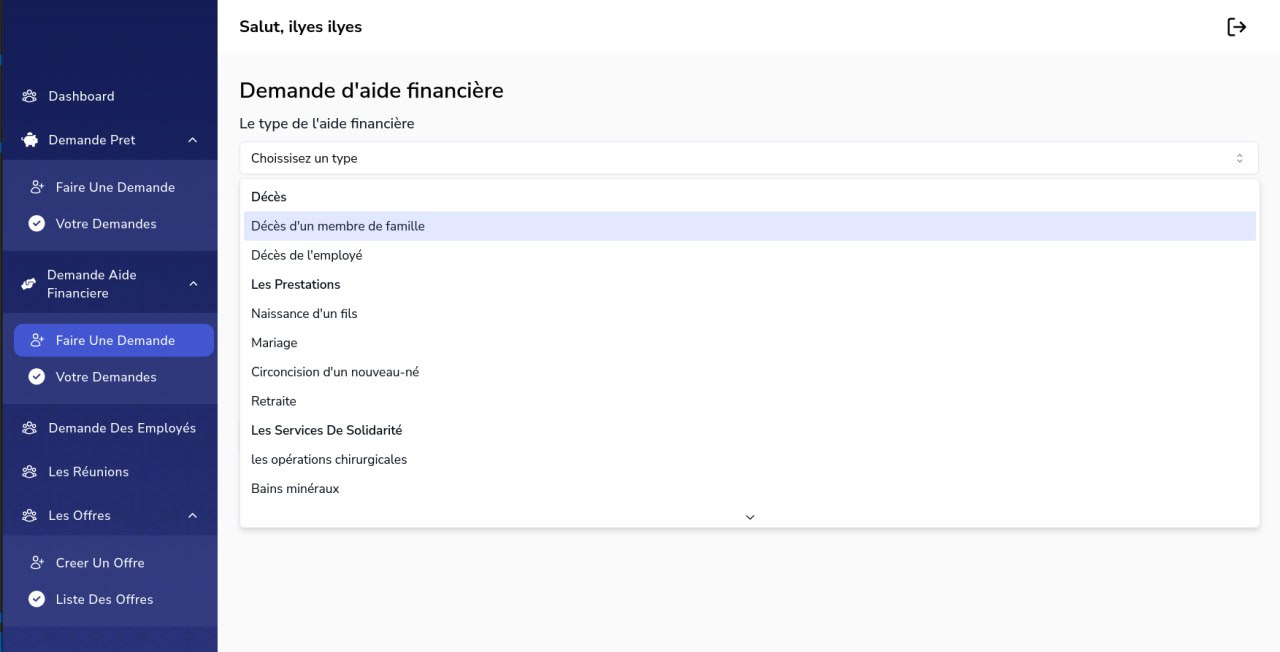 Salut, ilyes ilyes
Dashboard
Demande Pret
Faire Une Demande
Votre Demandes
Demande Aide
Financiere
Faire Une Demande
Votre Demandes
Demande Des Employés
Les Réunions
Les Offres
Creer Un Offre
Liste Des Offres
Demande d'aide financière
Le type de l'aide financière
Choissisez un type
Décès
Décès d'un membre de famille
Décès de l'employé
Les Prestations
Naissance d'un fils
Mariage
Circoncision d'un nouveau-né
Retraite
Les Services De Solidarité
les opérations chirurgicales
Bains minéraux